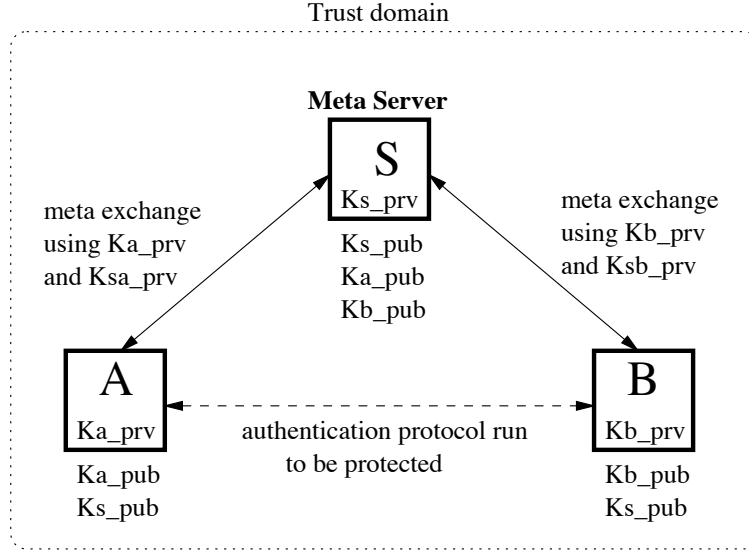 Trust domain
Meta Server
S
Ks_prv
Ks_pub
Ka_pub
Kb_pub
meta exchange
using Ka_prv
and Ksa_prv
meta exchange
using Kb_prv
and Ksb_prv
A
Ka_prv
Ka_pub
Ks_pub
authentication protocol run
to be protected
B
Kb_prv
Kb_pub
Ks_pub